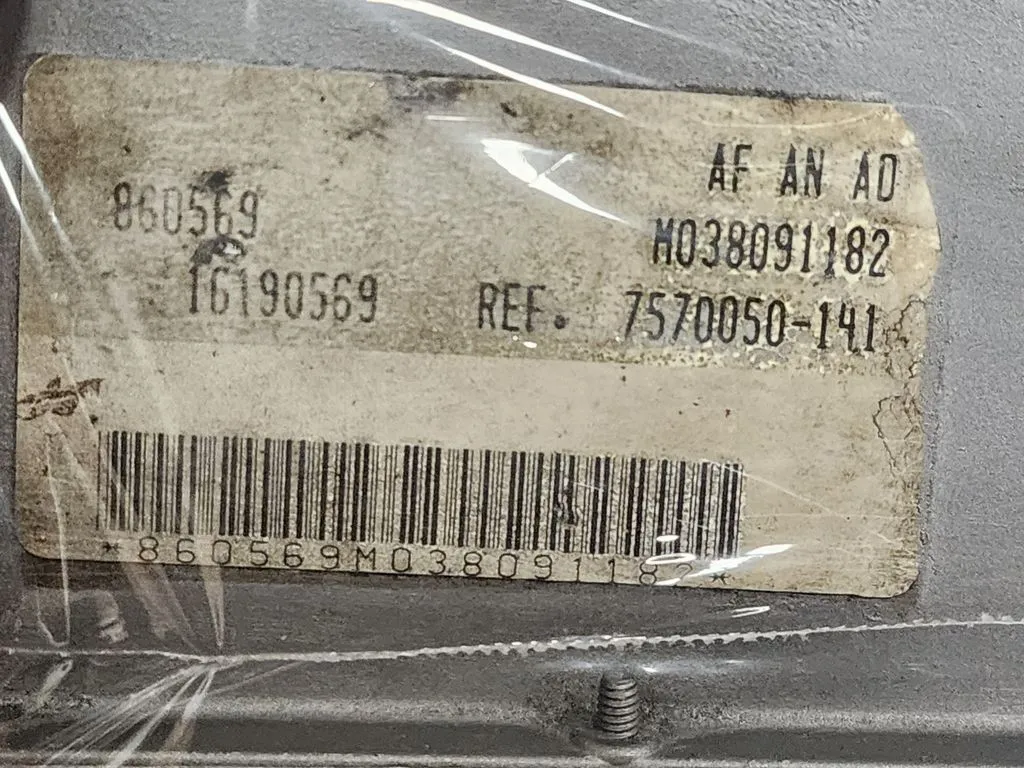 AF AN AD
860569
M038091182
16190569
REF. 7570050-141
*860569M038091182*